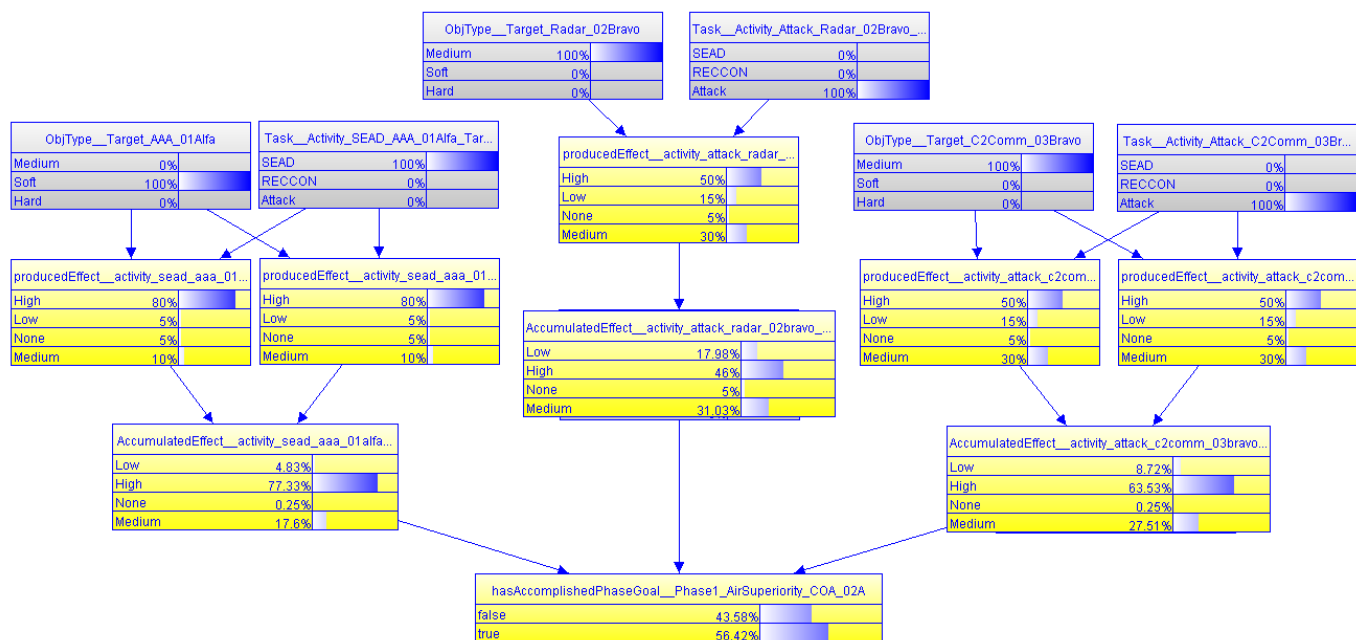 ObjType__Target_Radar_02Bravo
Medium 100%
Soft 0%
Hard 0%
Task__Activity_Attack_Radar_02Bravo_...
SEAD 0%
RECCON 0%
Attack 100%
ObjType__Target_AAA_01Alfa
Medium 0%
Soft 100%
Hard 0%
Task__Activity_SEAD_AAA_01Alfa_Tar...
SEAD 100%
RECCON 0%
Attack 0%
producedEffect__activity_attack_radar_...
High 50%
Low 15%
None 5%
Medium 30%
ObjType__Target_C2Comm_03Bravo
Medium 100%
Soft 0%
Hard 0%
Task__Activity_Attack_C2Comm_03Br...
SEAD 0%
RECCON 0%
Attack 100%
producedEffect__activity_sead_aaa_01...
High 80%
Low 5%
None 5%
Medium 10%
producedEffect__activity_sead_aaa_01...
High 80%
Low 5%
None 5%
Medium 10%
AccumulatedEffect__activity_attack_radar_02bravo_...
Low 17.98%
High 46%
None 5%
Medium 31.03%
producedEffect__activity_attack_c2com...
High 50%
Low 15%
None 5%
Medium 30%
producedEffect__activity_attack_c2com...
High 50%
Low 15%
None 5%
Medium 30%
AccumulatedEffect__activity_sead_aaa_01alfa...
Low 4.83%
High 77.33%
None 0.25%
Medium 17.6%
AccumulatedEffect__activity_attack_c2comm_03bravo...
Low 8.72%
High 63.53%
None 0.25%
Medium 27.51%
hasAccomplishedPhaseGoal__Phase1_AirSuperiority_COA_02A
false 43.58%
true 56.42%